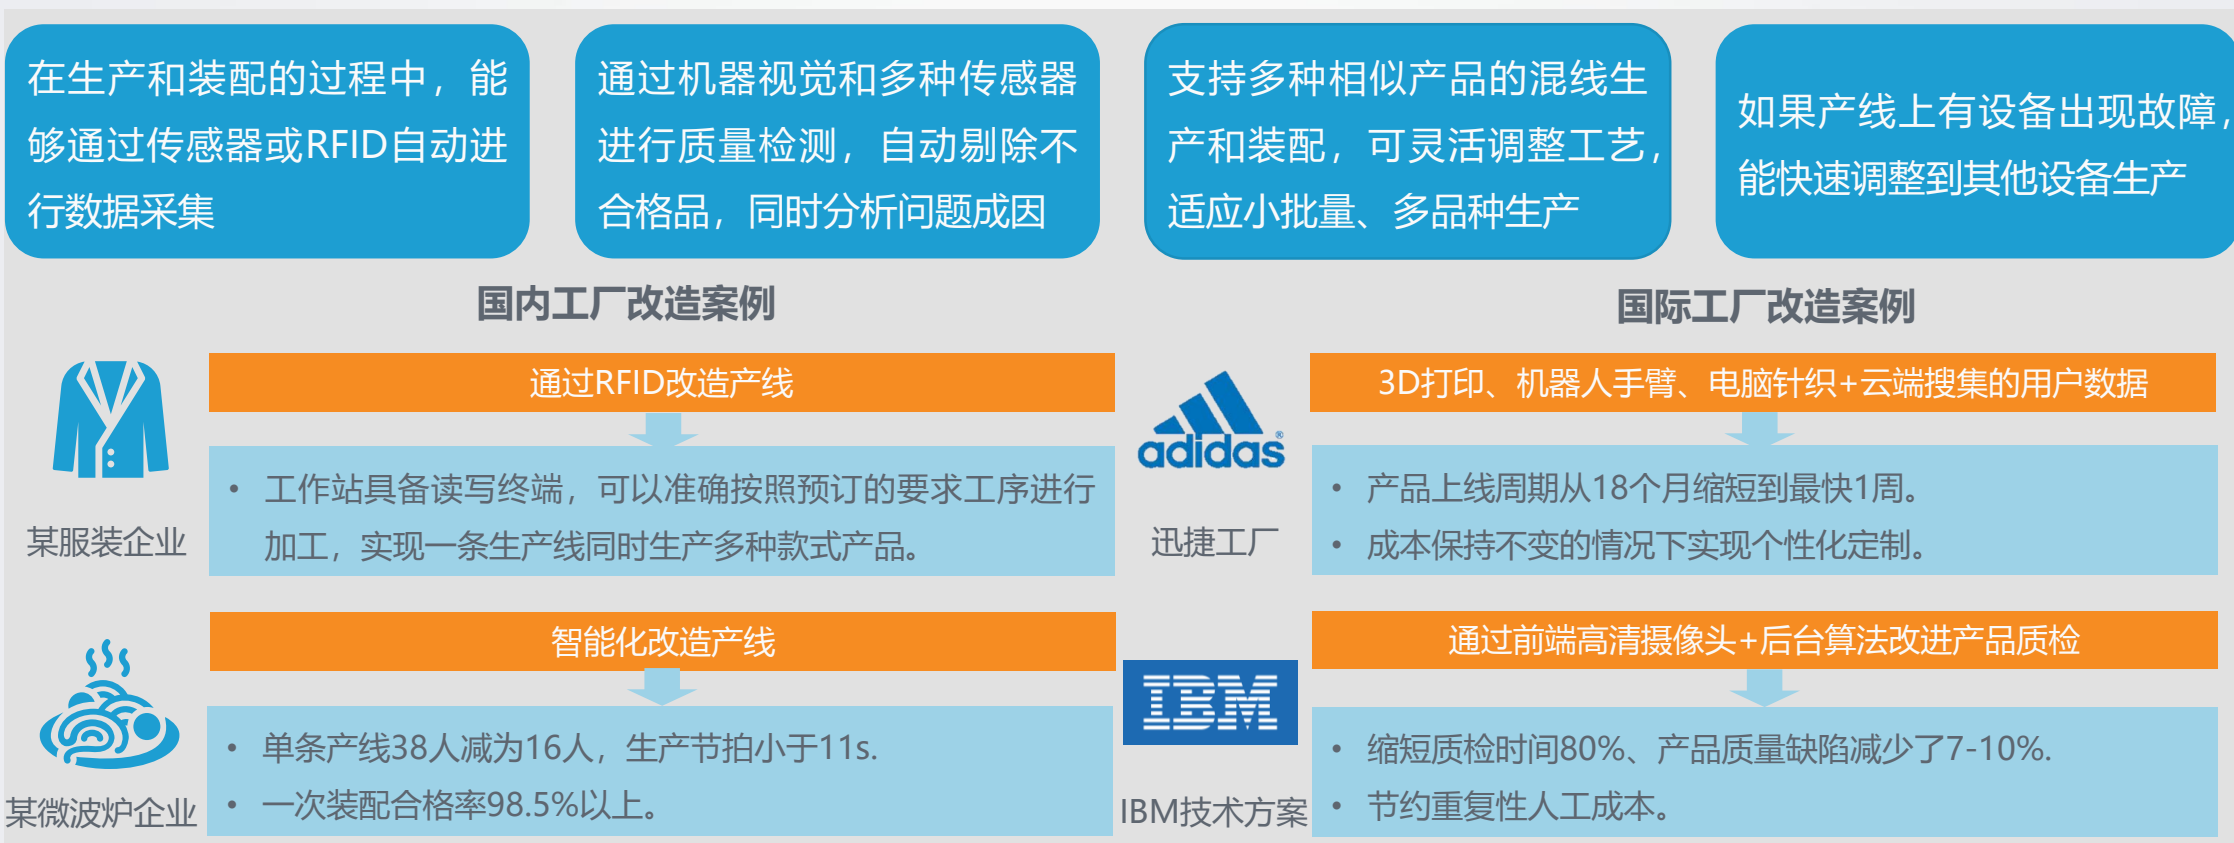 在生产和装配的过程中，能
够通过传感器或RFID自动进
行数据采集
通过机器视觉和多种传感器
进行质量检测，自动剔除不
合格品，同时分析问题成因
支持多种相似产品的混线生
产和装配，可灵活调整工艺，
适应小批量、多品种生产
如果产线上有设备出现故障，
能快速调整到其他设备生产
国内工厂改造案例
某服装企业
通过RFID改造产线
• 工作站具备读写终端，可以准确按照预订的要求工序进行
加工，实现一条生产线同时生产多种款式产品。
某微波炉企业
智能化改造产线
• 单条产线38人减为16人，生产节拍小于11s.
• 一次装配合格率98.5%以上。
国际工厂改造案例
adidas®
迅捷工厂
3D打印、机器人手臂、电脑针织+云端搜集的用户数据
• 产品上线周期从18个月缩短到最快1周。
• 成本保持不变的情况下实现个性化定制。
IBM
IBM技术方案
通过前端高清摄像头+后台算法改进产品质检
• 缩短质检时间80%、产品质量缺陷减少了7-10%.
• 节约重复性人工成本。